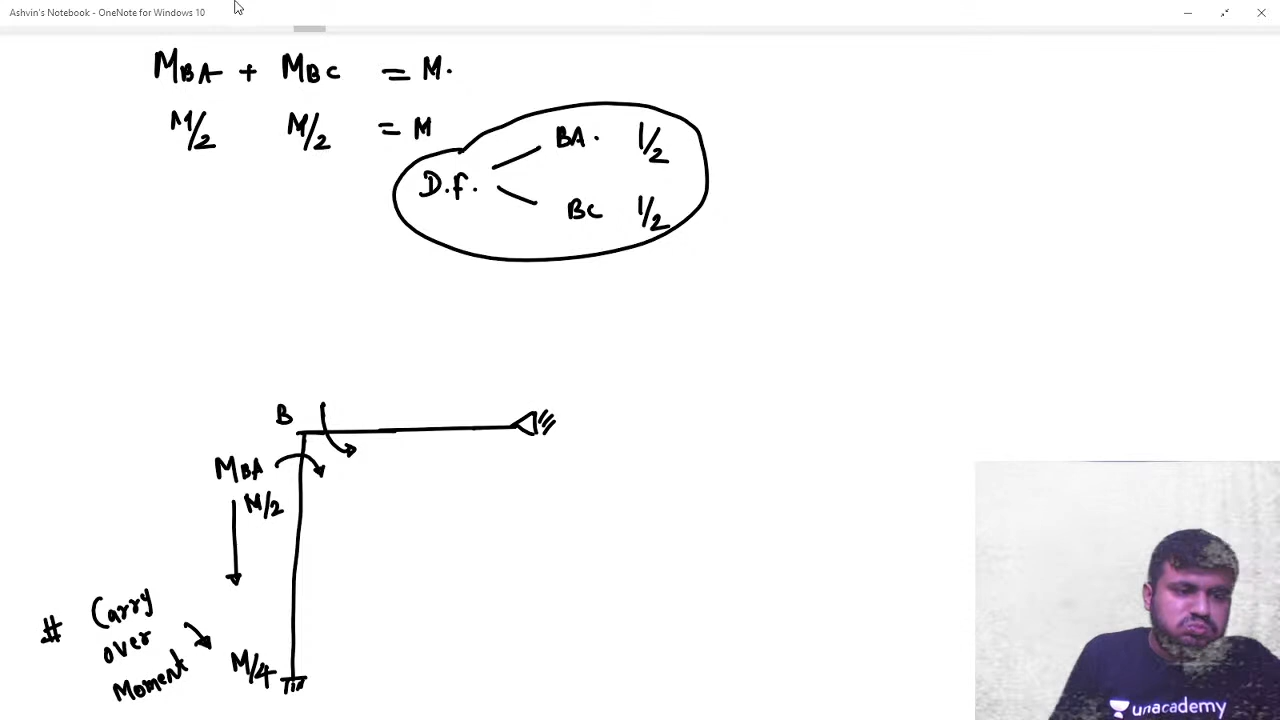 Ashvin's Notebook - OneNote for Windows 10
MBA + MBC = M.
M/2 M/2 = M
BA. 1/2
D.f.
BC 1/2
B
MBA
M/2
# Carry
over
Moment
M/4
unacademy